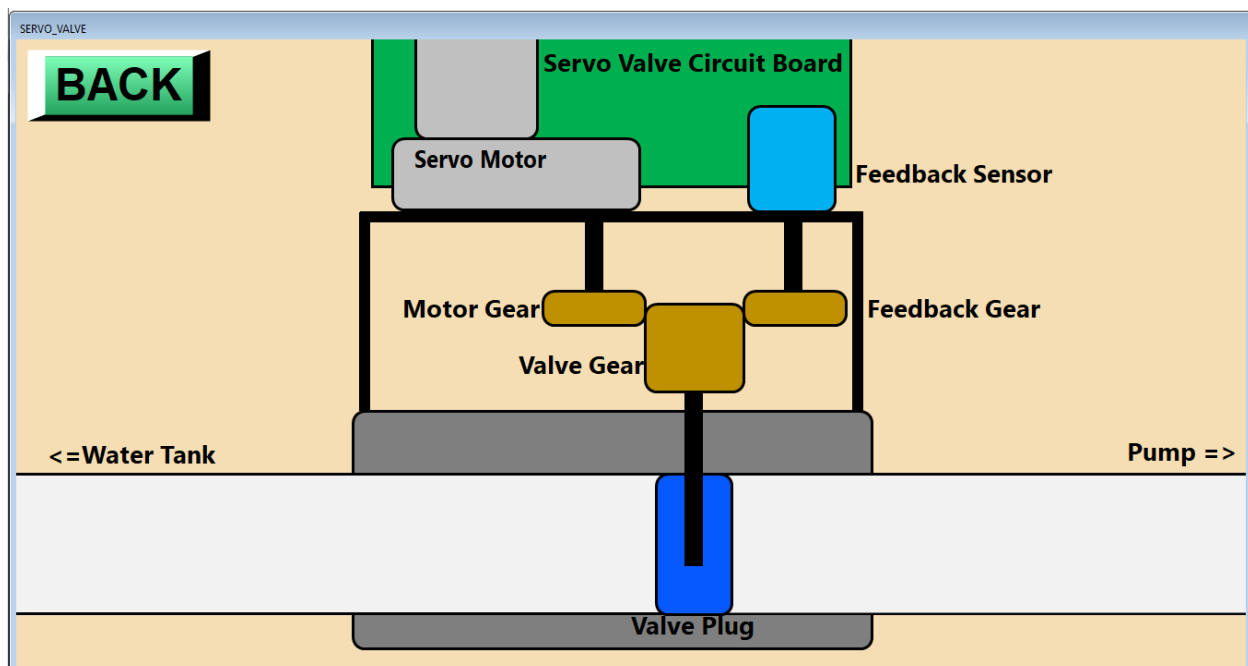 SERVO_VALVE
BACK
Servo Valve Circuit Board
Servo Motor
Feedback Sensor
Motor Gear
Feedback Gear
Valve Gear
<=Water Tank
Pump =>
Valve Plug